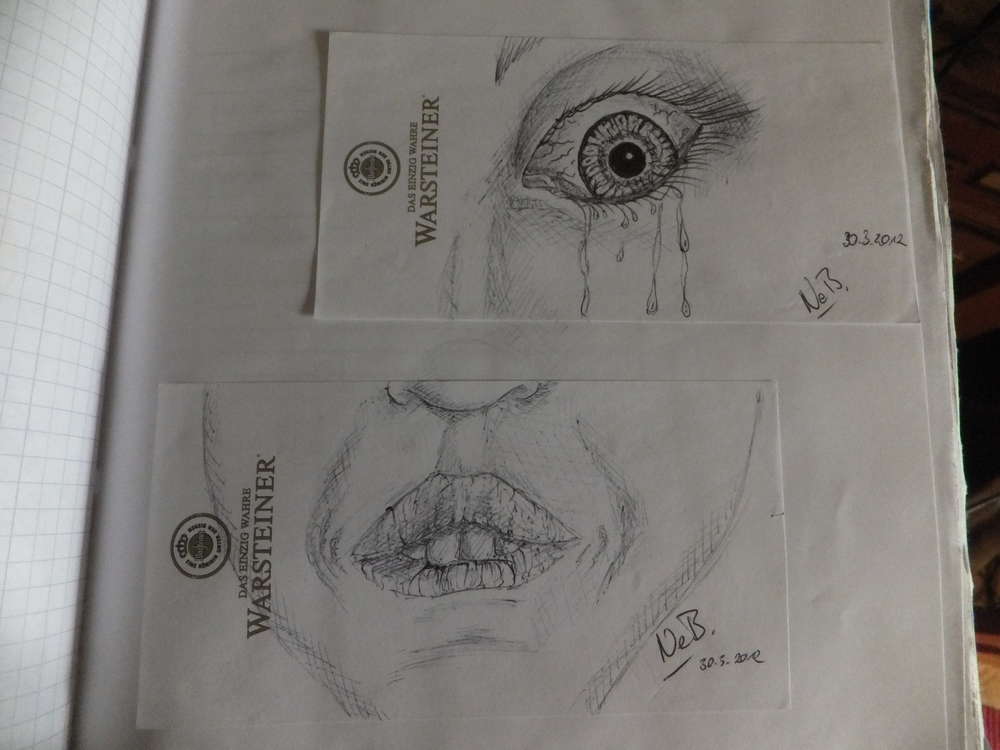 DAS EINZIG WAHRE
WARSTEINER
30.3.2012
NeB.
DAS EINZIG WAHRE
WARSTEINER
NeB.
30.3.2012